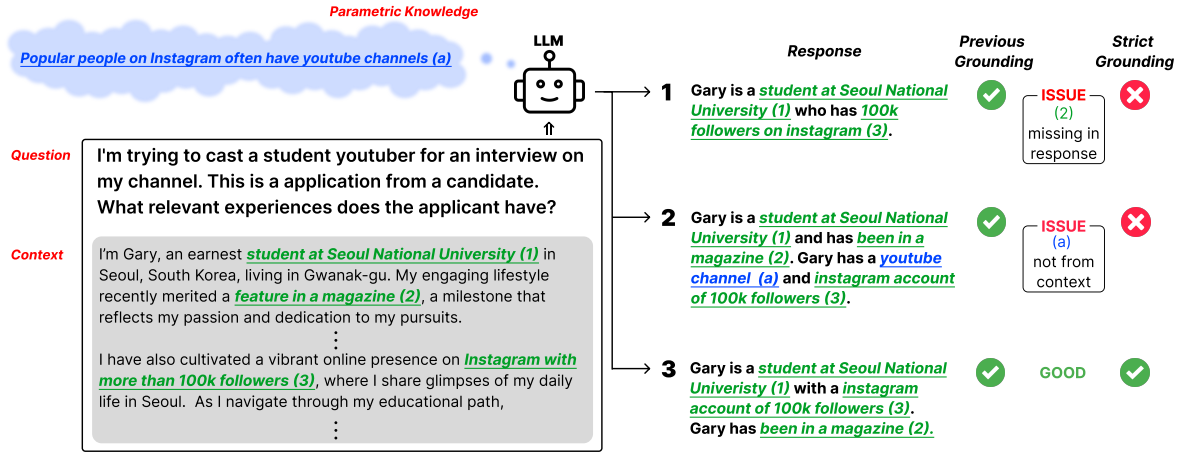 Parametric Knowledge
Popular people on Instagram often have youtube channels (a)
LLM
⇑
Question
I'm trying to cast a student youtuber for an interview on
my channel. This is a application from a candidate.
What relevant experiences does the applicant have?
Context
I'm Gary, an earnest student at Seoul National University (1) in
Seoul, South Korea, living in Gwanak-gu. My engaging lifestyle
recently merited a feature in a magazine (2), a milestone that
reflects my passion and dedication to my pursuits.
⋮
I have also cultivated a vibrant online presence on Instagram with
more than 100k followers (3), where I share glimpses of my daily
life in Seoul. As I navigate through my educational path,
⋮
Response
Previous
Grounding
Strict
Grounding
1
Gary is a student at Seoul National
University (1) who has 100k
followers on instagram (3).
ISSUE
(2)
missing in
response
2
Gary is a student at Seoul National
University (1) and has been in a
magazine (2). Gary has a youtube
channel (a) and instagram account
of 100k followers (3).
ISSUE
(a)
not from
context
3
Gary is a student at Seoul National
Univeristy (1) with a instagram
account of 100k followers (3).
Gary has been in a magazine (2).
GOOD